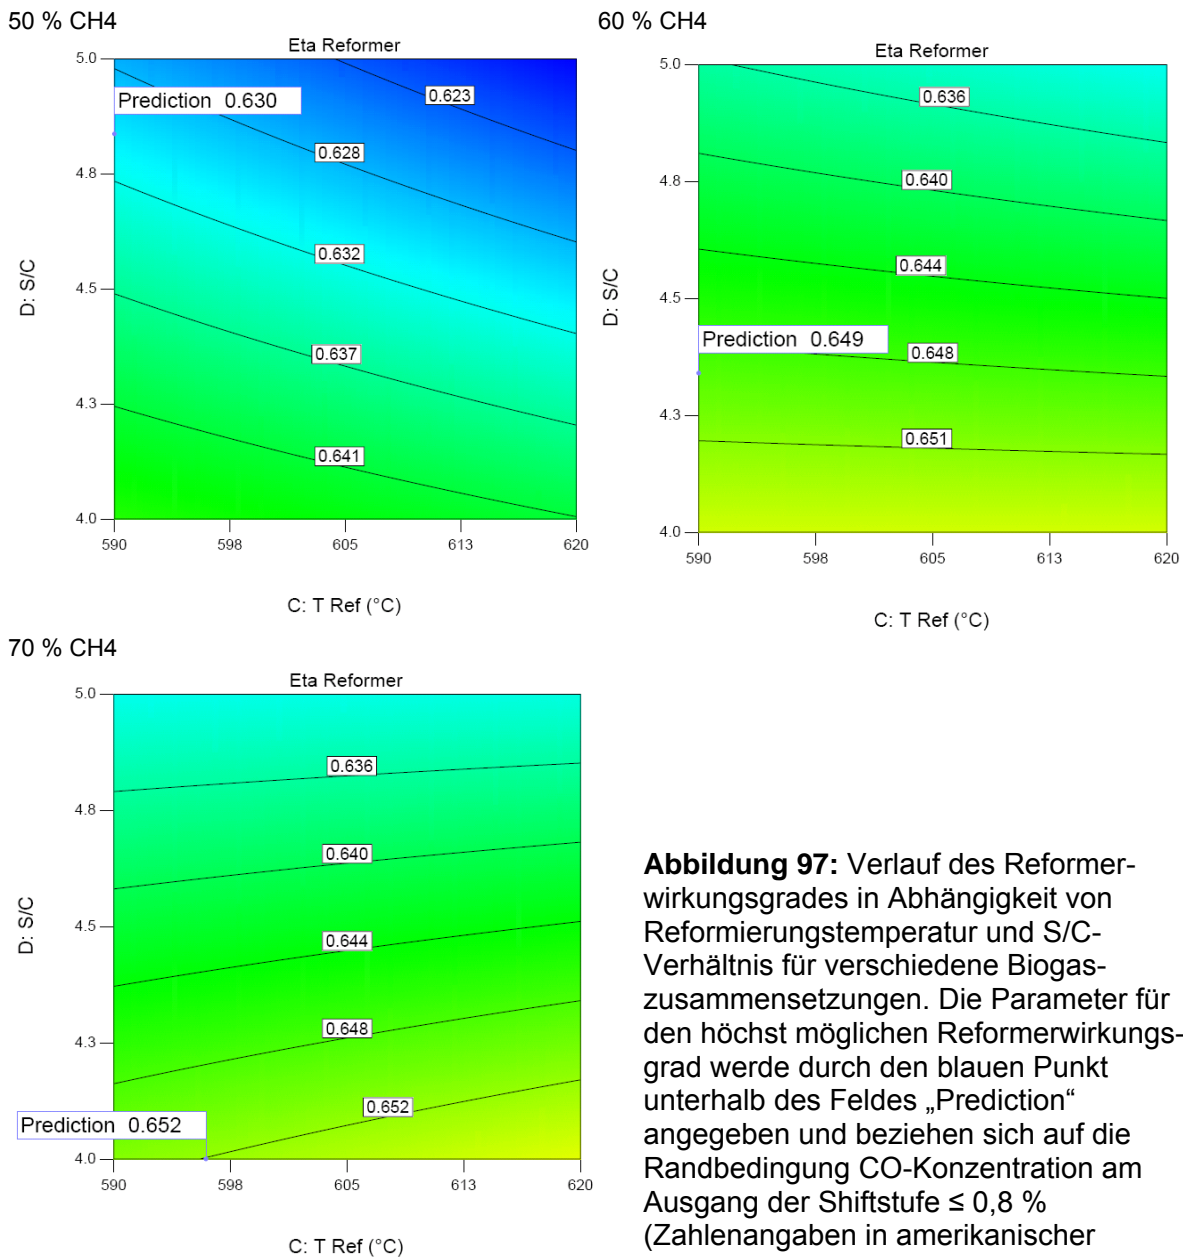 50 % CH4
Eta Reformer
5.0
4.8
4.5
4.3
4.0
D: S/C
Prediction 0.630
0.623
0.628
0.632
0.637
0.641
590
598
605
613
620
C: T Ref (°C)
60 % CH4
Eta Reformer
5.0
4.8
4.5
4.3
4.0
D: S/C
0.636
0.640
0.644
Prediction 0.649
0.648
0.651
590
598
605
613
620
C: T Ref (°C)
70 % CH4
Eta Reformer
5.0
4.8
4.5
4.3
4.0
D: S/C
0.636
0.640
0.644
0.648
0.652
Prediction 0.652
590
598
605
613
620
C: T Ref (°C)
Abbildung 97: Verlauf des Reformer-
wirkungsgrades in Abhängigkeit von
Reformierungstemperatur und S/C-
Verhältnis für verschiedene Biogas-
zusammensetzungen. Die Parameter für
den höchst möglichen Reformerwirkungs-
grad werde durch den blauen Punkt
unterhalb des Feldes „Prediction“
angegeben und beziehen sich auf die
Randbedingung CO-Konzentration am
Ausgang der Shiftstufe ≤ 0,8 %
(Zahlenangaben in amerikanischer